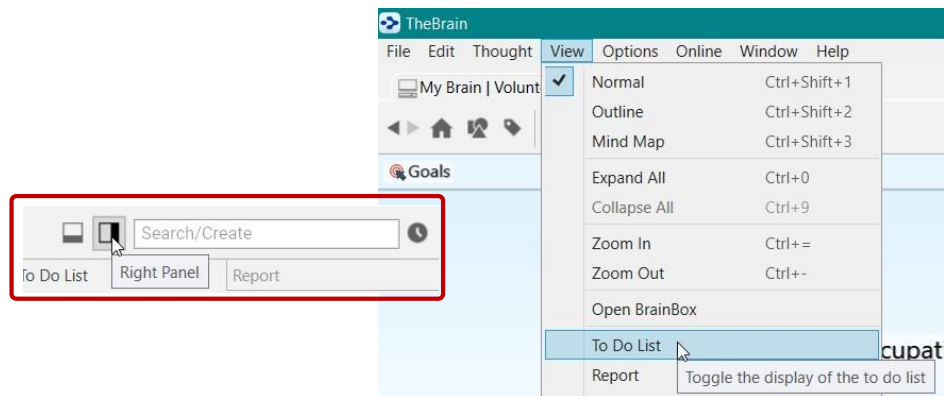 TheBrain
File Edit Thought View Options Online Window Help
My Brain | Volunt
Normal Ctrl+Shift+1
Outline Ctrl+Shift+2
Mind Map Ctrl+Shift+3
Goals
Expand All Ctrl+0
Collapse All Ctrl+9
Search/Create
Zoom In Ctrl+=
To Do List Right Panel Report
Zoom Out Ctrl+-
Open BrainBox
To Do List
cupati
Report Toggle the display of the to do list